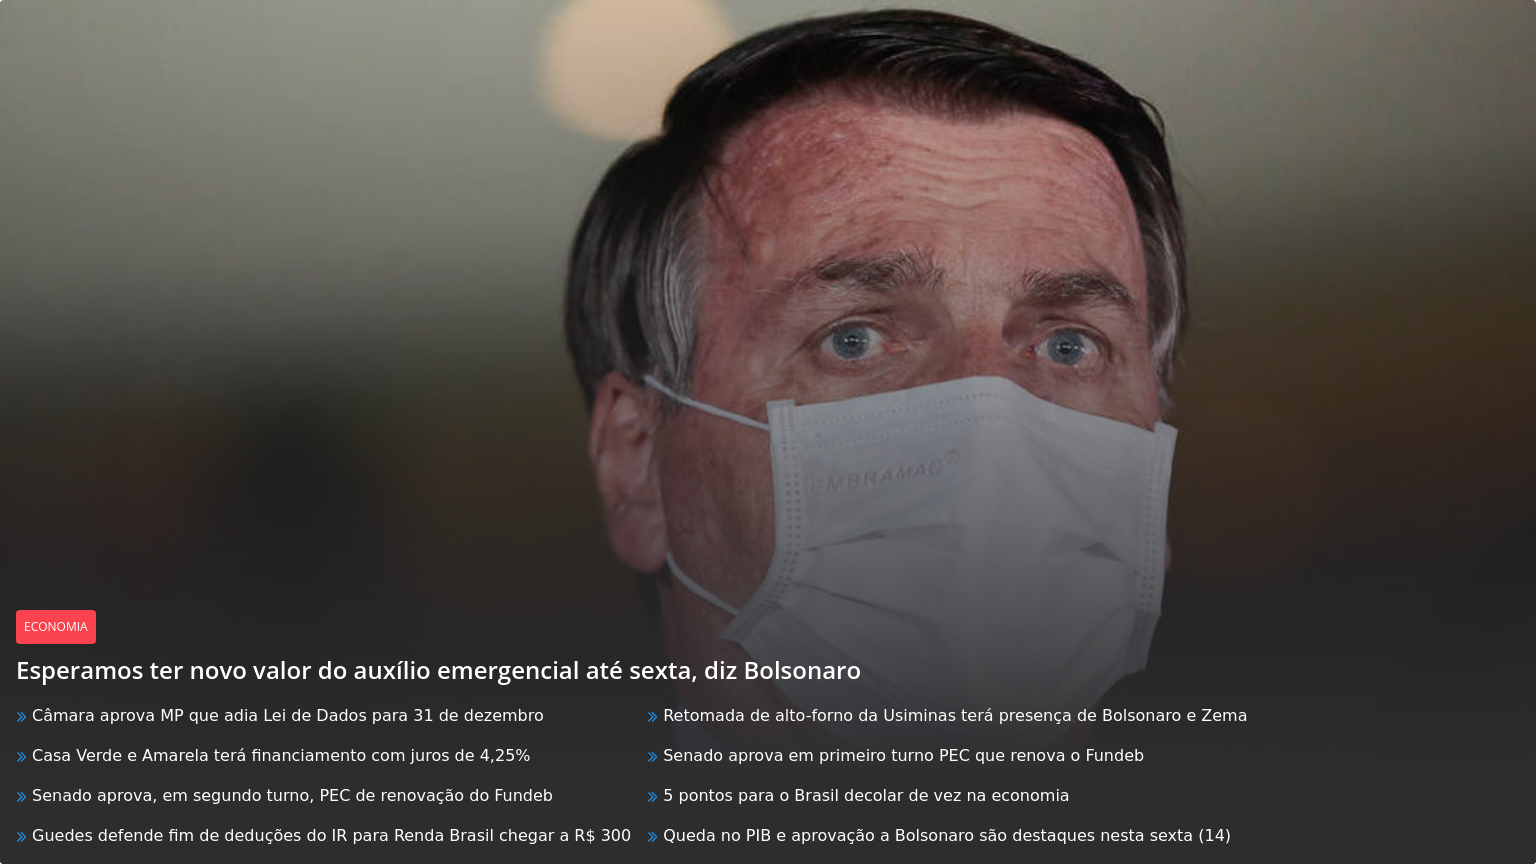 EMBRAMAC®
ECONOMIA
Esperamos ter novo valor do auxílio emergencial até sexta, diz Bolsonaro
Câmara aprova MP que adia Lei de Dados para 31 de dezembro
Retomada de alto-forno da Usiminas terá presença de Bolsonaro e Zema
Casa Verde e Amarela terá financiamento com juros de 4,25%
Senado aprova em primeiro turno PEC que renova o Fundeb
Senado aprova, em segundo turno, PEC de renovação do Fundeb
5 pontos para o Brasil decolar de vez na economia
Guedes defende fim de deduções do IR para Renda Brasil chegar a R$ 300
Queda no PIB e aprovação a Bolsonaro são destaques nesta sexta (14)